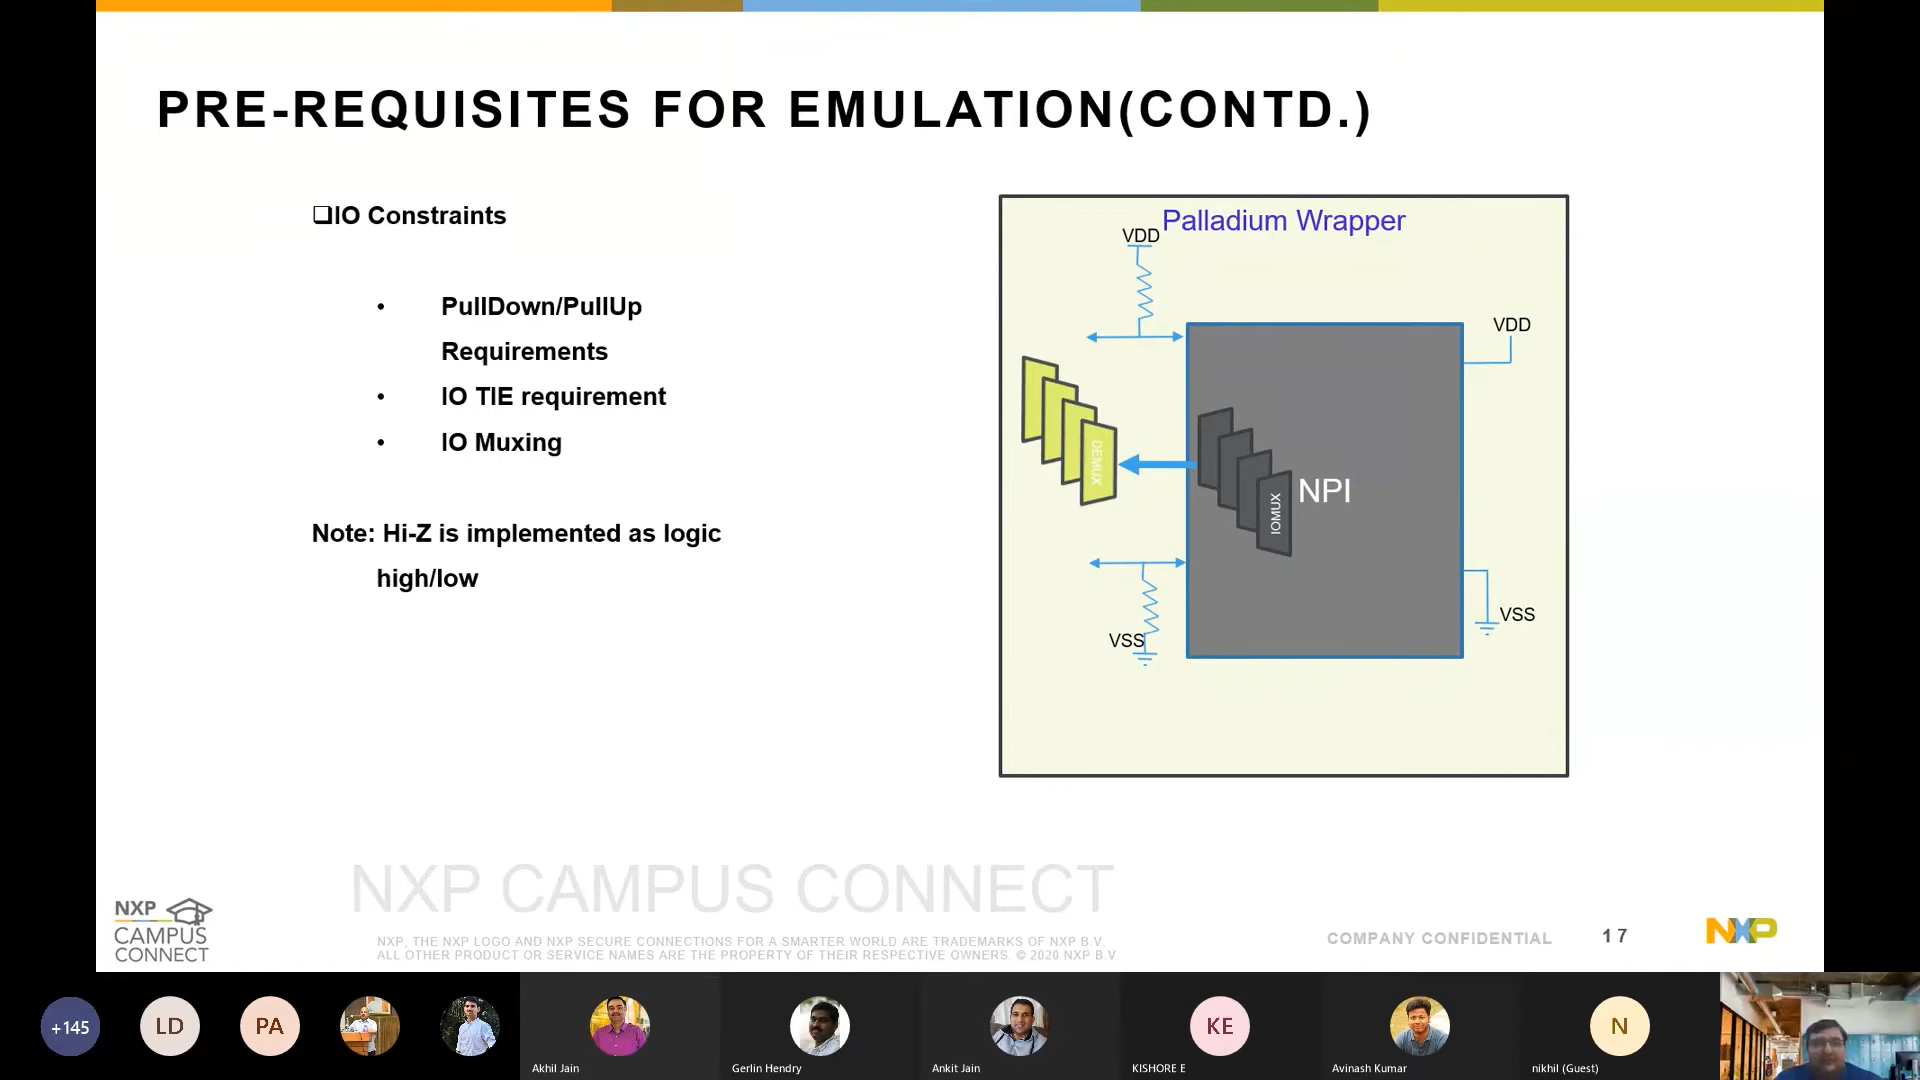 PRE-REQUISITES FOR EMULATION(CONTD.)
❑IO Constraints
• PullDown/PullUp
Requirements
• IO TIE requirement
• IO Muxing
Note: Hi-Z is implemented as logic
high/low
Palladium Wrapper
VDD
VDD
DEMUX
IOMUX
NPI
VSS
VSS
NXP CAMPUS CONNECT
NXP
CAMPUS
CONNECT
NXP, THE NXP LOGO AND NXP SECURE CONNECTIONS FOR A SMARTER WORLD ARE TRADEMARKS OF NXP B.V.
ALL OTHER PRODUCT OR SERVICE NAMES ARE THE PROPERTY OF THEIR RESPECTIVE OWNERS. © 2020 NXP B.V.
COMPANY CONFIDENTIAL
17
NXP
+145
LD
PA
KE
N
Akhil Jain
Gerlin Hendry
Ankit Jain
KISHORE E
Avinash Kumar
nikhil (Guest)